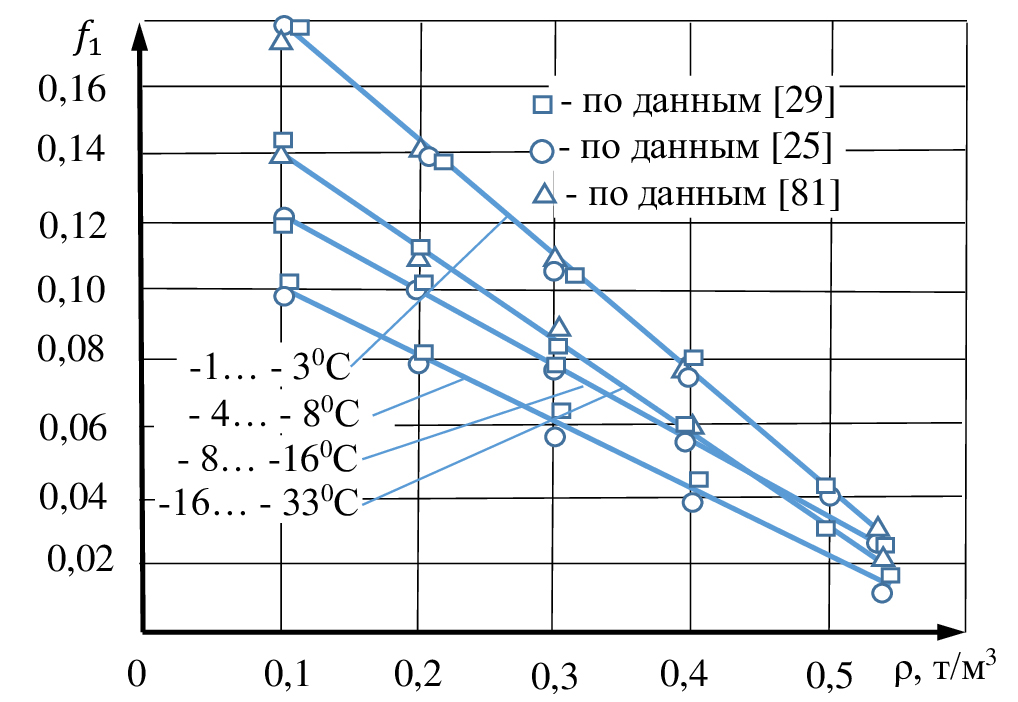 f₁
0,16
0,14
0,12
0,10
0,08
0,06
0,04
0,02
- по данным [29]
- по данным [25]
- по данным [81]
-1… - 3⁰C
- 4… - 8⁰C
- 8… -16⁰C
-16… - 33⁰C
0 0,1 0,2 0,3 0,4 0,5 ρ, т/м³